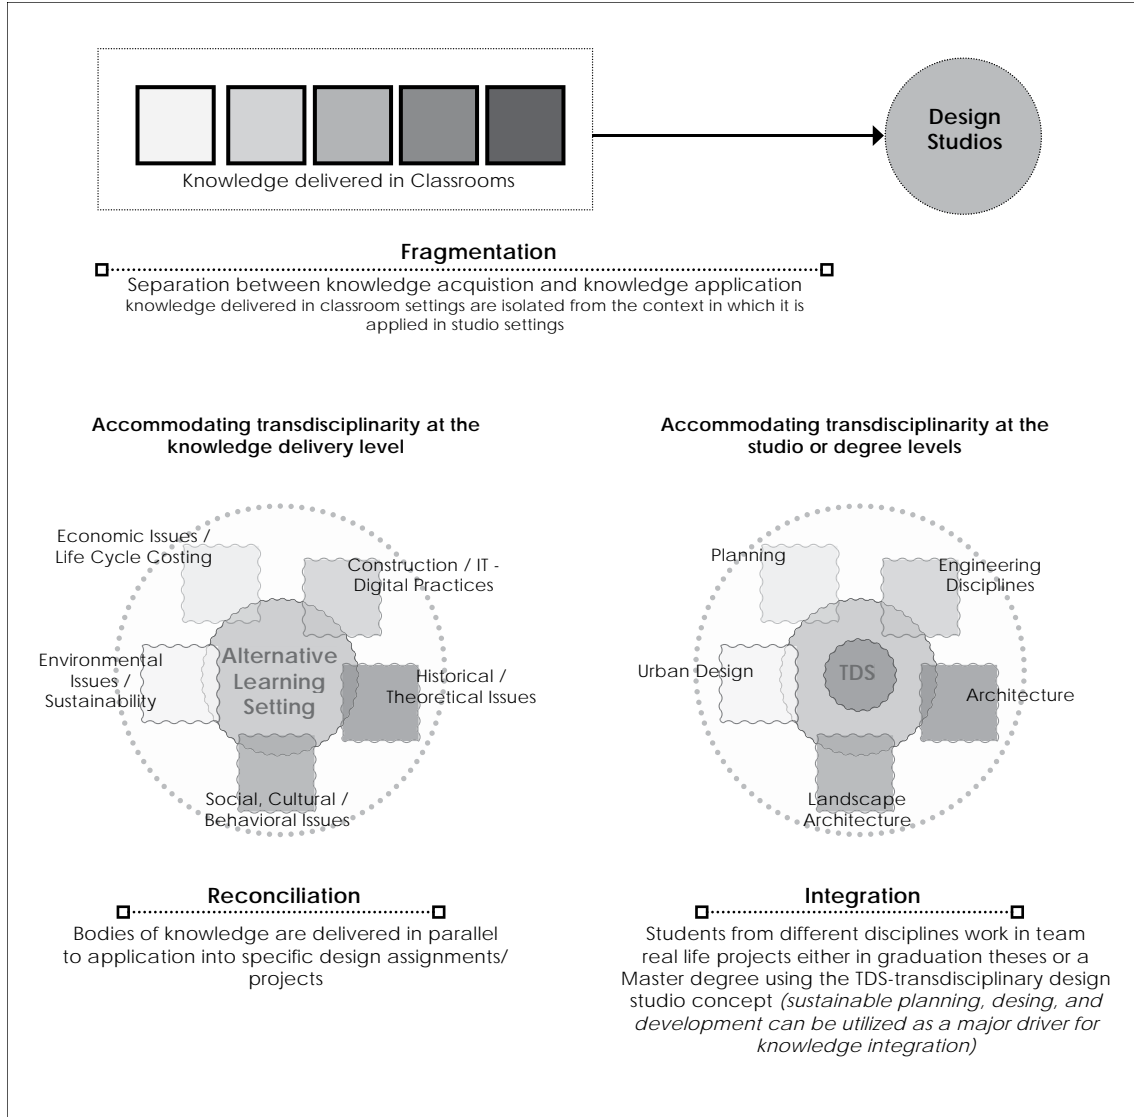 Design
Studios
Knowledge delivered in Classrooms
Fragmentation
Separation between knowledge acquistion and knowledge application
knowledge delivered in classroom settings are isolated from the context in which it is
applied in studio settings
Accommodating transdisciplinarity at the
knowledge delivery level
Economic Issues /
Life Cycle Costing
Construction / IT -
Digital Practices
Environmental
Issues /
Sustainability
Alternative
Learning
Setting
Historical /
Theoretical Issues
Social, Cultural /
Behavioral Issues
Reconciliation
Bodies of knowledge are delivered in parallel
to application into specific design assignments/
projects
Accommodating transdisciplinarity at the
studio or degree levels
Planning
Engineering
Disciplines
Urban Design
TDS
Architecture
Landscape
Architecture
Integration
Students from different disciplines work in team
real life projects either in graduation theses or a
Master degree using the TDS-transdisciplinary design
studio concept (sustainable planning, desing, and
development can be utilized as a major driver for
knowledge integration)